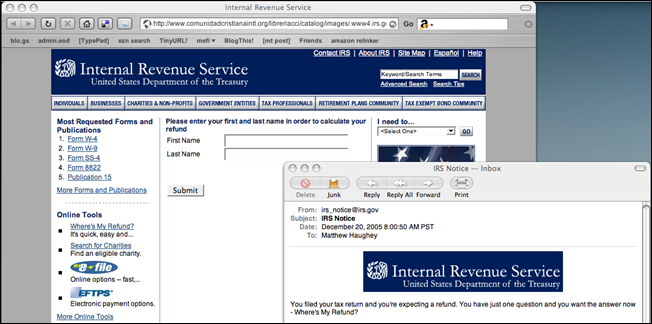 Internal Revenue Service
http://www.comunidadcristianaintl.org/libreriacci/catalog/images/.www4.irs.gov
Go
blo.gs admin.eod [TypePad] ezn search TinyURL! mefi BlogThis! [mt post] Friends amazon relinker
Contact IRS | About IRS | Site Map | Español | Help
Internal Revenue Service
United States Department of the Treasury
Keyword/Search Terms SEARCH
Advanced Search Search Tips
INDIVIDUALS BUSINESSES CHARITIES & NON-PROFITS GOVERNMENT ENTITIES TAX PROFESSIONALS RETIREMENT PLANS COMMUNITY TAX EXEMPT BOND COMMUNITY
Most Requested Forms and
Publications
1. Form W-4
2. Form W-9
3. Form SS-4
4. Form 8822
5. Publication 15
More Forms and Publications
Online Tools
Where's My Refund?
It's quick, easy and...
Search for Charities
Find an eligible charity.
e-file
Online options -- fast,...
EFTPS
Electronic payment options.
More Online Tools
Please enter your first and last name in order to calculate your
refund
First Name
Last Name
Submit
I need to...
<Select One> GO
IRS Notice — Inbox
Delete Junk Reply Reply All Forward Print
From: irs_notice@irs.gov
Subject: IRS Notice
Date: December 20, 2005 8:00:50 AM PST
To: Matthew Haughey
Internal Revenue Service
United States Department of the Treasury
You filed your tax return and you're expecting a refund. You have just one question and you want the answer now
- Where's My Refund?